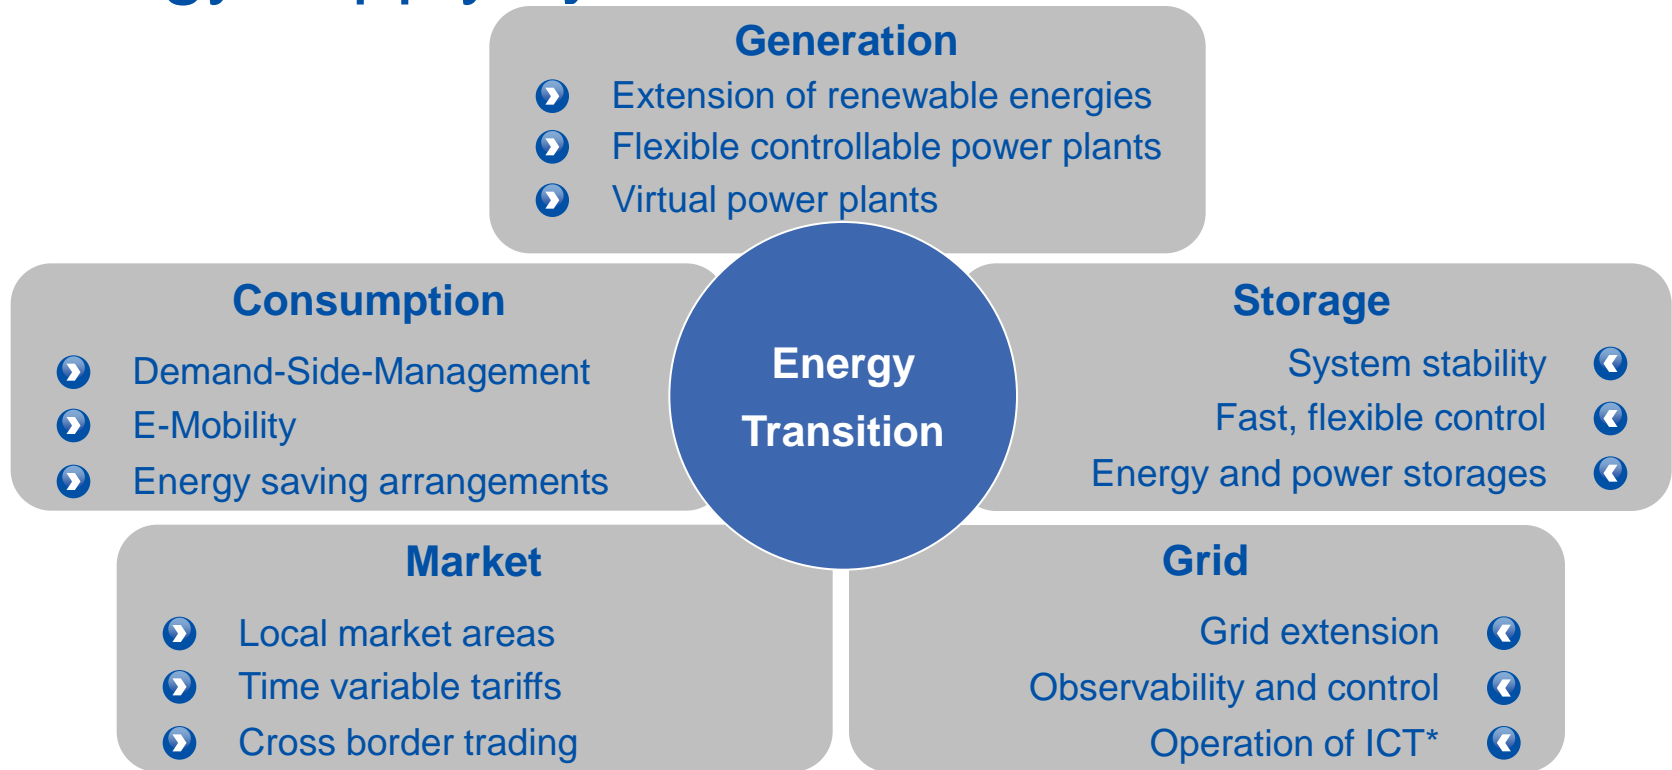 Generation
Extension of renewable energies
Flexible controllable power plants
Virtual power plants
Consumption
Demand-Side-Management
E-Mobility
Energy saving arrangements
Energy
Transition
Storage
System stability
Fast, flexible control
Energy and power storages
Market
Local market areas
Time variable tariffs
Cross border trading
Grid
Grid extension
Observability and control
Operation of ICT*